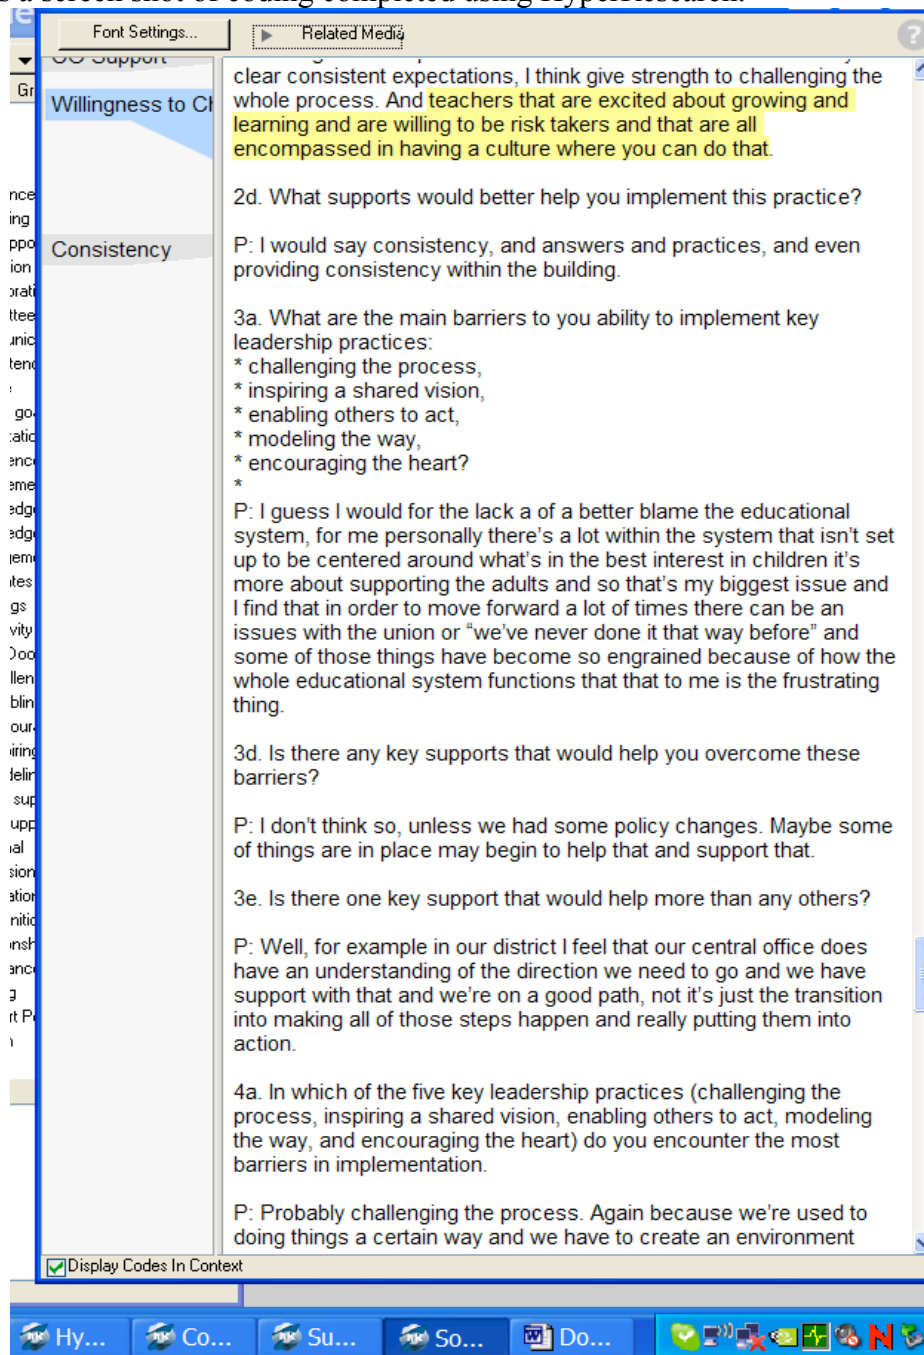 s a screen shot of coding completed using HyperResearch.
Font Settings...
Related Media
Support
Willingness to Ch
Consistency
clear consistent expectations, I think give strength to challenging the
whole process. And teachers that are excited about growing and
learning and are willing to be risk takers and that are all
encompassed in having a culture where you can do that.
2d. What supports would better help you implement this practice?
P: I would say consistency, and answers and practices, and even
providing consistency within the building.
3a. What are the main barriers to you ability to implement key
leadership practices:
* challenging the process,
* inspiring a shared vision,
* enabling others to act,
* modeling the way,
* encouraging the heart?
*
P: I guess I would for the lack a of a better blame the educational
system, for me personally there's a lot within the system that isn't set
up to be centered around what's in the best interest in children it's
more about supporting the adults and so that's my biggest issue and
I find that in order to move forward a lot of times there can be an
issues with the union or “we've never done it that way before” and
some of those things have become so engrained because of how the
whole educational system functions that that to me is the frustrating
thing.
3d. Is there any key supports that would help you overcome these
barriers?
P: I don't think so, unless we had some policy changes. Maybe some
of things are in place may begin to help that and support that.
3e. Is there one key support that would help more than any others?
P: Well, for example in our district I feel that our central office does
have an understanding of the direction we need to go and we have
support with that and we're on a good path, not it's just the transition
into making all of those steps happen and really putting them into
action.
4a. In which of the five key leadership practices (challenging the
process, inspiring a shared vision, enabling others to act, modeling
the way, and encouraging the heart) do you encounter the most
barriers in implementation.
P: Probably challenging the process. Again because we're used to
doing things a certain way and we have to create an environment
Display Codes In Context
Hy...
Co...
Su...
So...
Do...